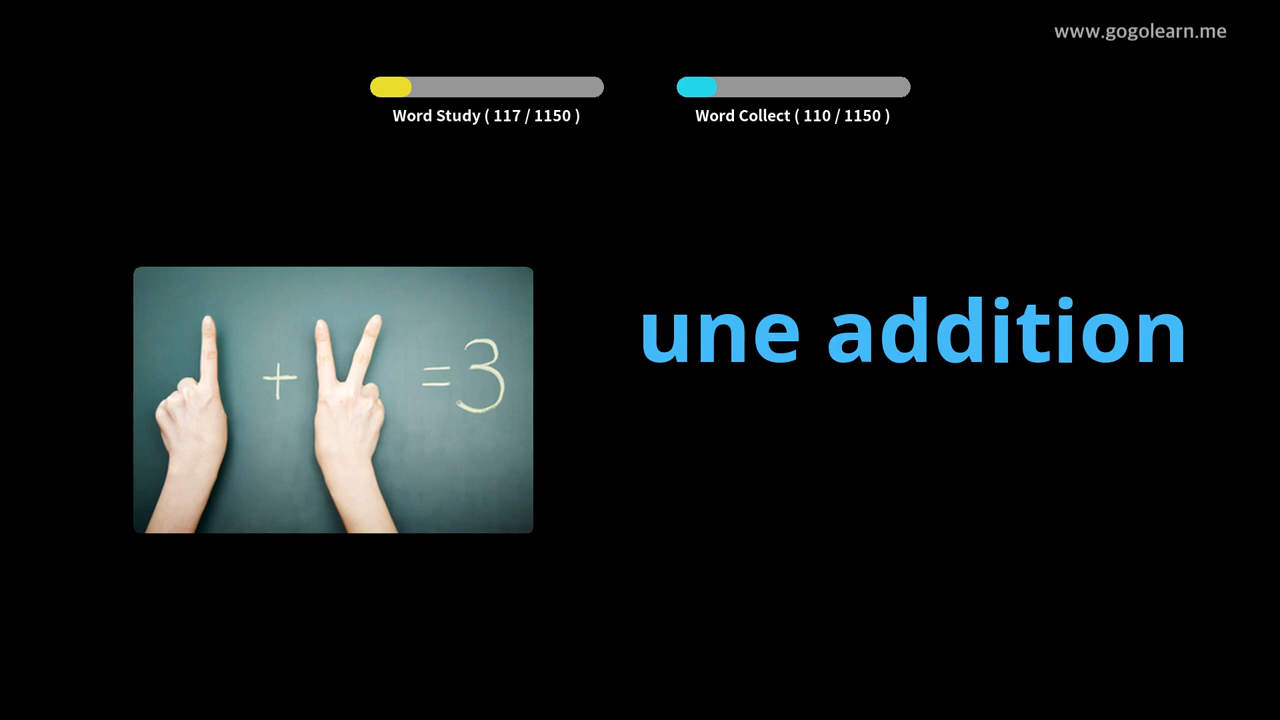 www.gogolearn.me
Word Study ( 117 / 1150 )
Word Collect ( 110 / 1150 )
+ = 3
une addition